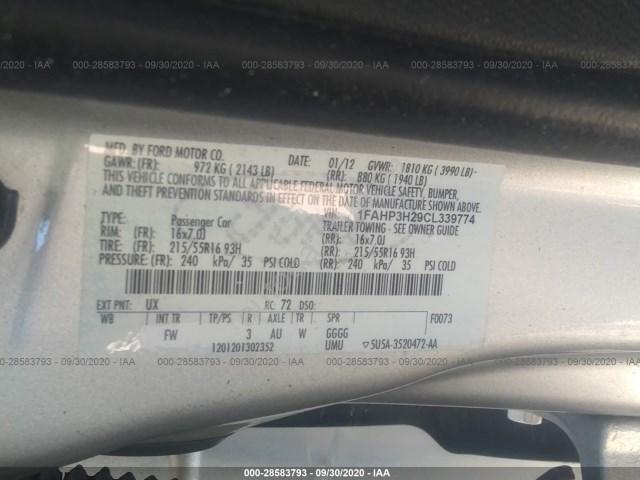 000-28583793 - 09/30/2020 - IAA
MFD. BY FORD MOTOR CO. DATE: 01/12 GVWR: 1810 KG ( 3990 LB)
GAWR: (FR): 972 KG ( 2143 LB) (RR): 880 KG ( 1940 LB)
THIS VEHICLE CONFORMS TO ALL APPLICABLE FEDERAL MOTOR VEHICLE SAFETY, BUMPER,
AND THEFT PREVENTION STANDARDS IN EFFECT ON THE DATE OF MANUFACTURE SHOWN ABOVE.
VIN: 1FAHP3H29CL339774
TYPE: Passenger Car TRAILER TOWING - SEE OWNER GUIDE
RIM: (FR): 16x7.0J (RR): 16x7.0J
TIRE: (FR): 215/55R16 93H (RR): 215/55R16 93H
PRESSURE: (FR): 240 kPa/ 35 PSI COLD (RR): 240 kPa/ 35 PSI COLD
EXT PNT: UX RC: 72 DSO:
WB INT TR TP/PS R AXLE TR SPR F0073
FW 3 AU W GGGG
1201201302352 UMU ▽5U5A-3520472-AA
000-28583793 - 09/30/2020 - IAA
000-28583793 - 09/30/2020 - IAA